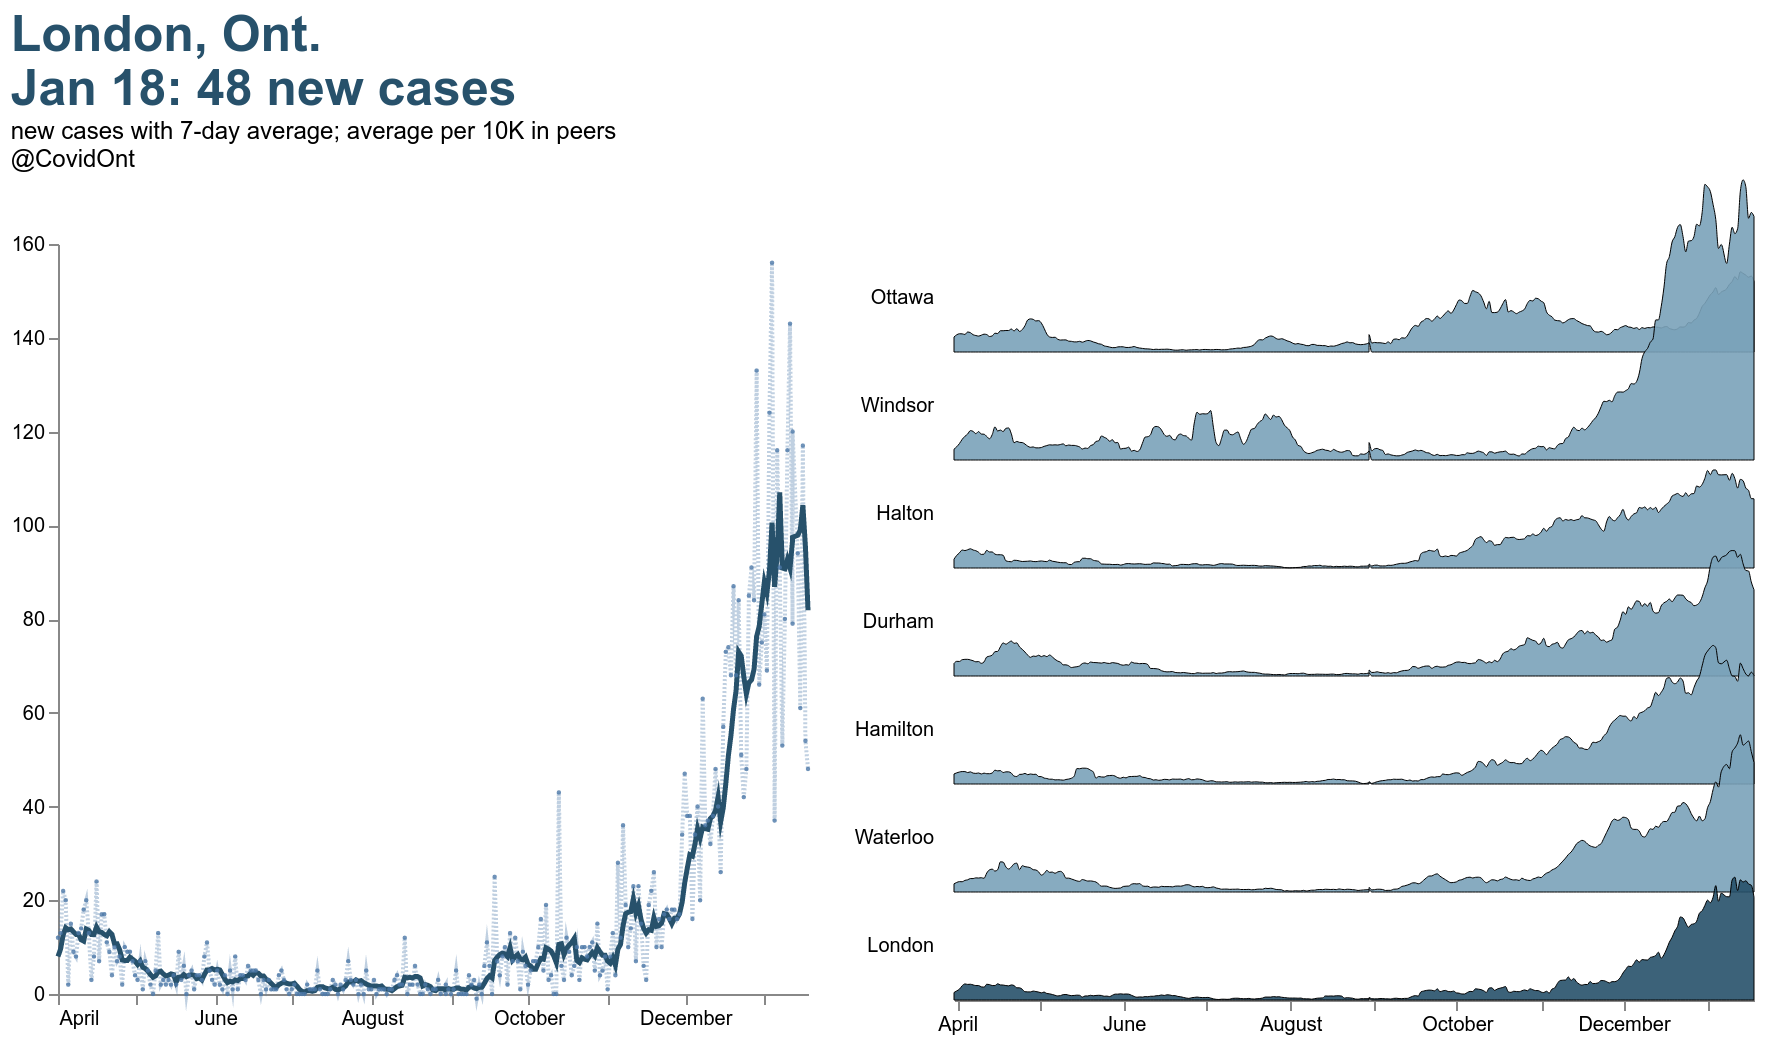 London, Ont.
Jan 18: 48 new cases
new cases with 7-day average; average per 10K in peers
@CovidOnt
160
140
120
100
80
60
40
20
0
April June August October December
Ottawa
Windsor
Halton
Durham
Hamilton
Waterloo
London
April June August October December